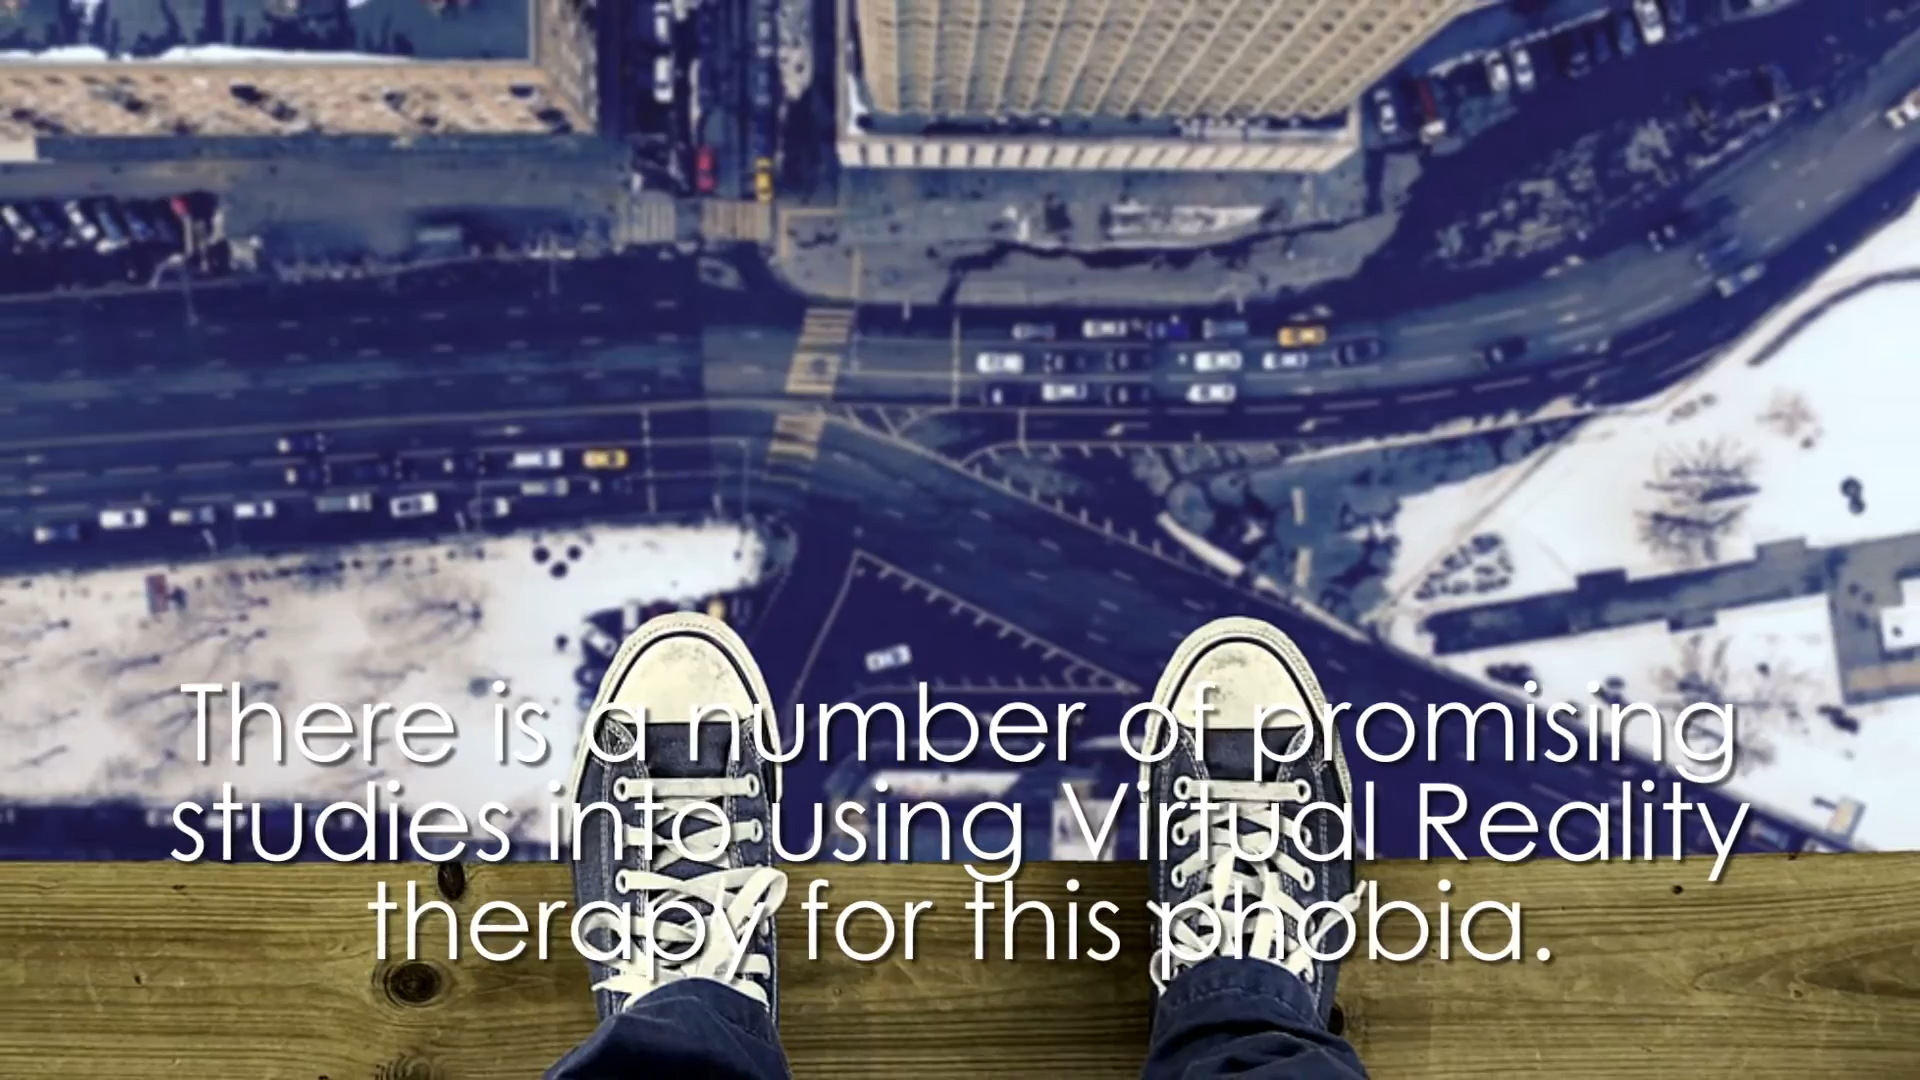 There is a number of promising
studies into using Virtual Reality
therapy for this phobia.